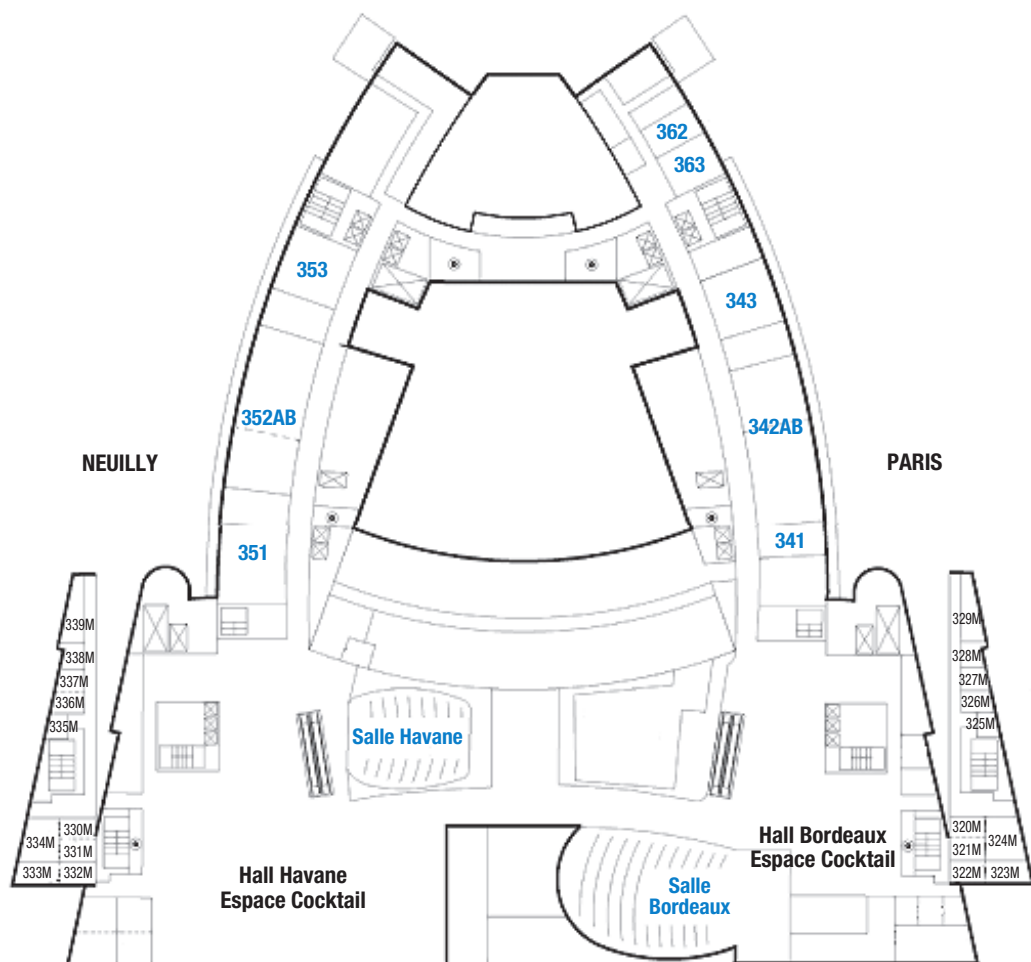 362
363
353
343
352AB
342AB
NEUILLY
PARIS
351
341
339M
338M
337M
336M
335M
329M
328M
327M
326M
325M
Salle Havane
334M
330M
331M
333M
332M
320M
321M
324M
322M
323M
Hall Bordeaux
Espace Cocktail
Hall Havane
Espace Cocktail
Salle
Bordeaux